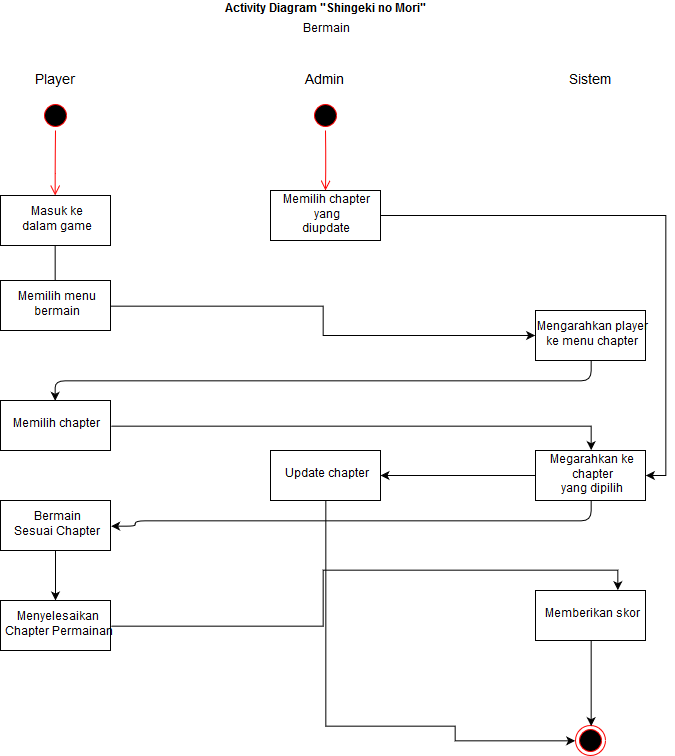 Activity Diagram "Shingeki no Mori"
Bermain
Player
Admin
Sistem
Masuk ke
dalam game
Memilih chapter
yang
diupdate
Memilih menu
bermain
Mengarahkan player
ke menu chapter
Memilih chapter
Update chapter
Megarahkan ke
chapter
yang dipilih
Bermain
Sesuai Chapter
Menyelesaikan
Chapter Permainan
Memberikan skor